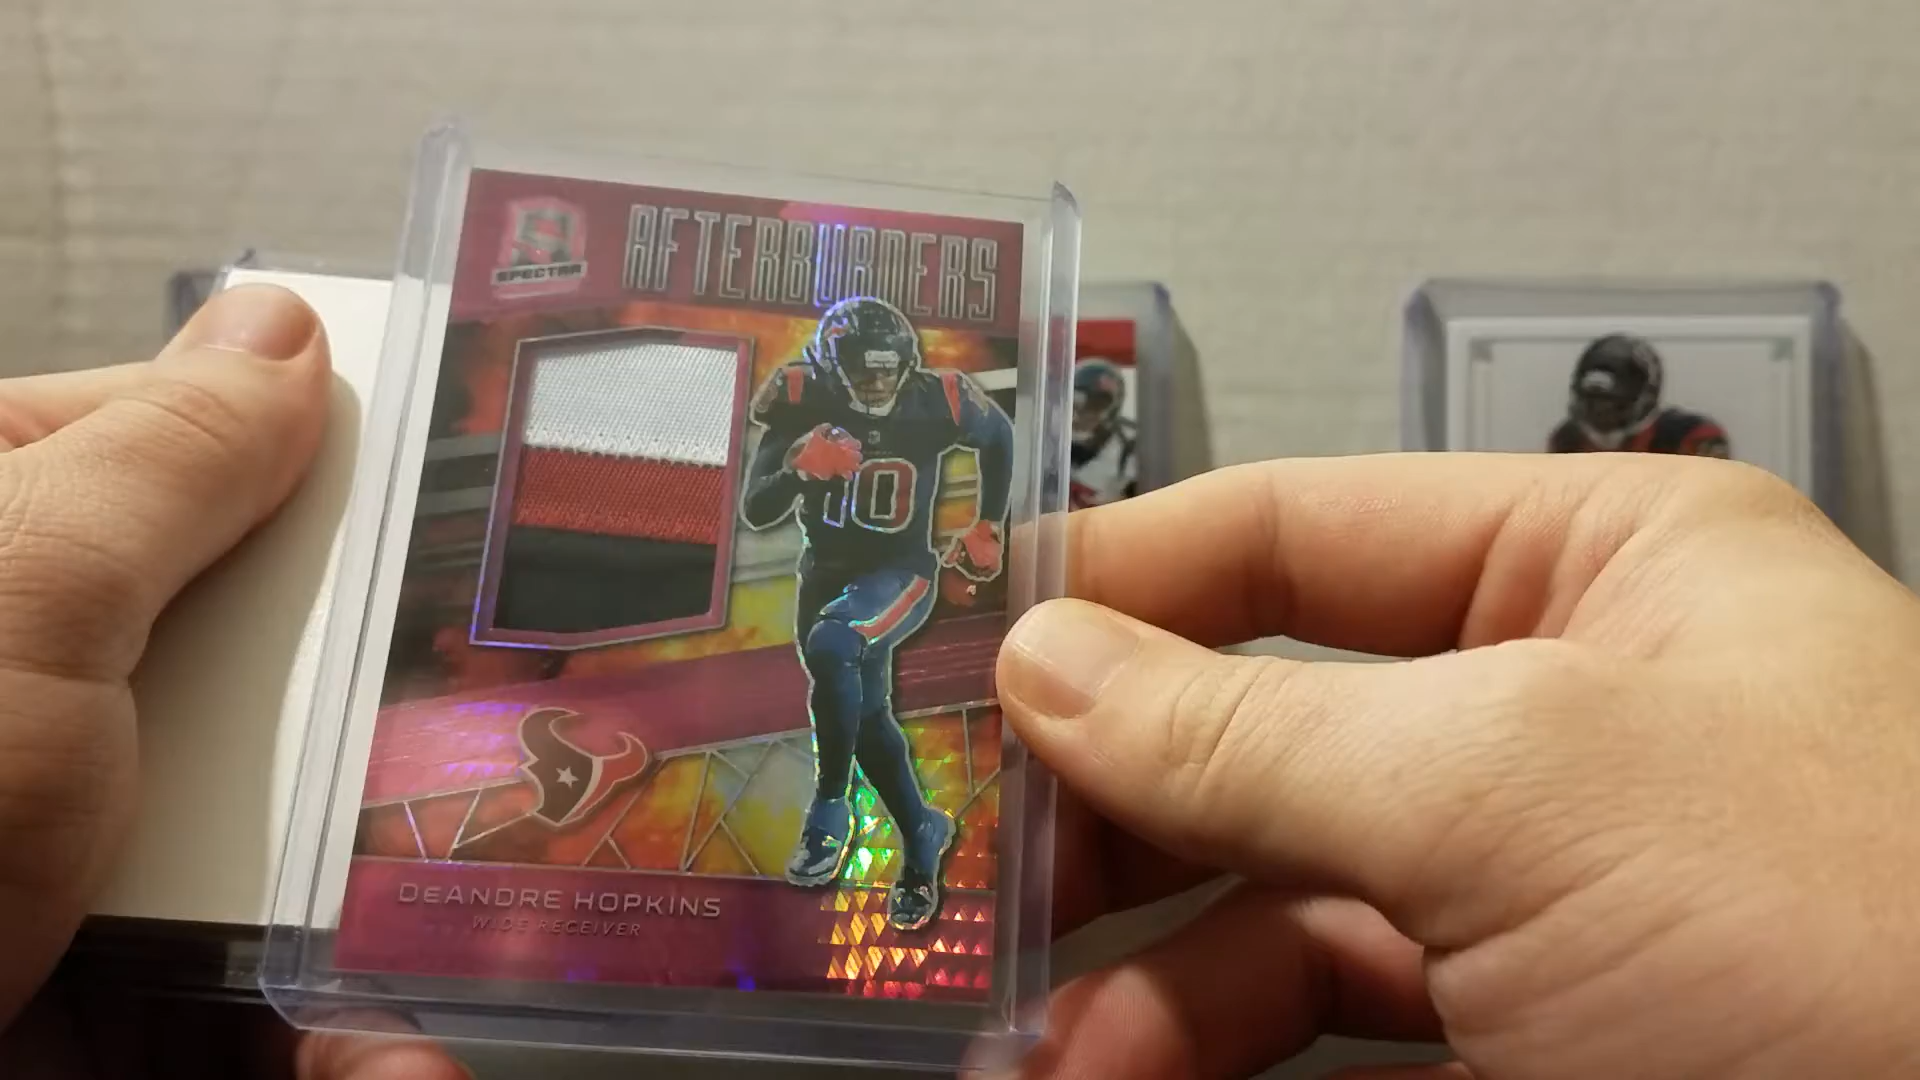 SPECTRA
AFTERBURNERS
10
DEANDRE HOPKINS
WIDE RECEIVER